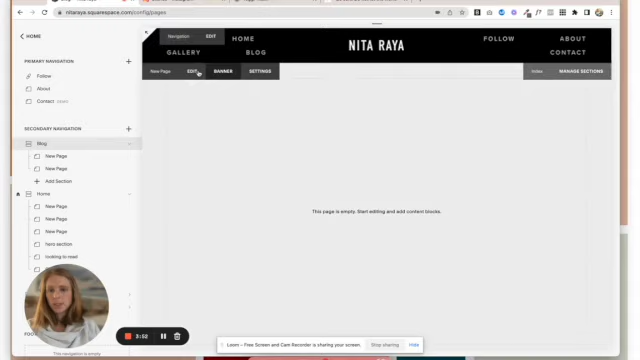 nitaraya.squarespace.com/config/pages
HOME
PRIMARY NAVIGATION
Follow
About
Contact
SECONDARY NAVIGATION
Blog
New Page
New Page
Add Section
Home
New Page
New Page
New Page
hero section
looking to read
This navigation is empty
Navigation EDIT
HOME
GALLERY BLOG
NITA RAYA
FOLLOW ABOUT
CONTACT
New Page EDIT BANNER SETTINGS
Index MANAGE SECTIONS
This page is empty. Start editing and add content blocks.
3:52
Loom – Free Screen and Cam Recorder is sharing your screen.
Stop sharing
Hide